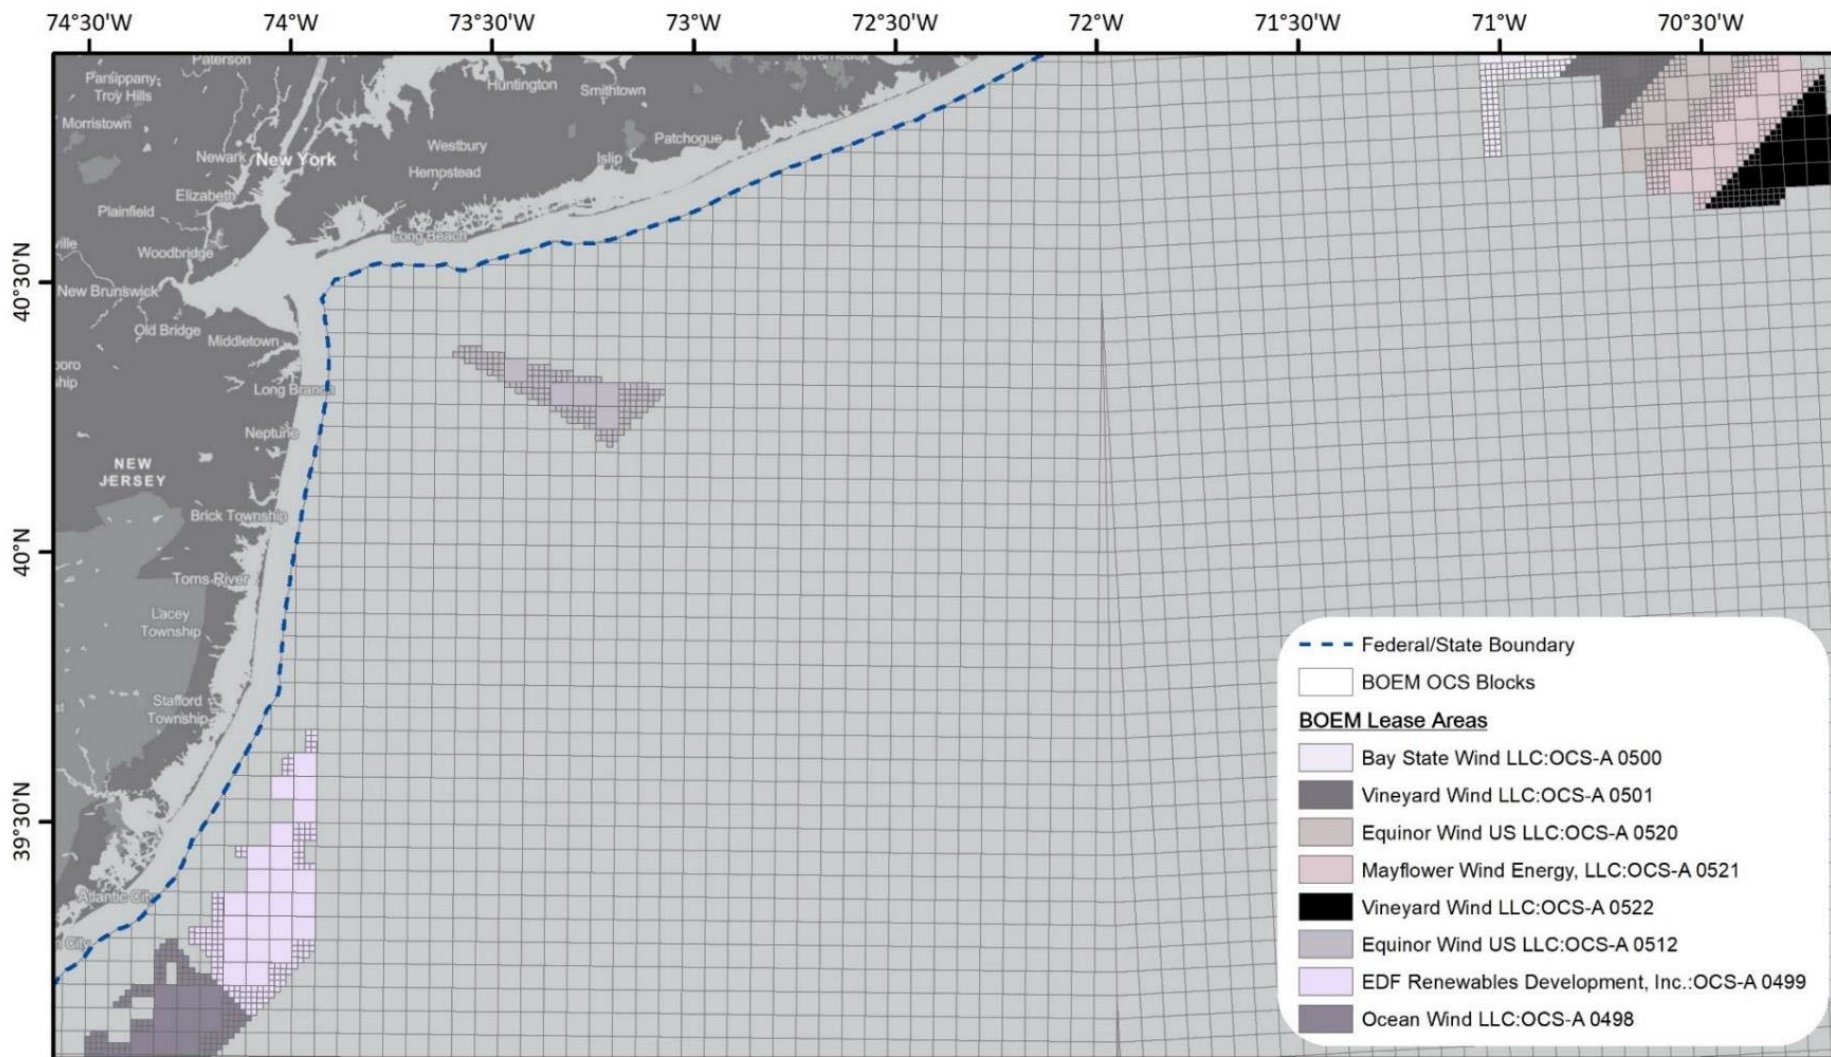 74°30'W 74°W 73°30'W 73°W 72°30'W 72°W 71°30'W 71°W 70°30'W
Paterson
Parsippany-
Troy Hills
Huntington
Smithtown
Morristown
Patchogue
Westbury
Newark
New York
Islip
Hempstead
Elizabeth
Plainfield
Long Beach
Woodbridge
40°30'N
New Brunswick
Old Bridge
Middletown
Long Branch
Neptune
NEW
JERSEY
Brick Township
40°N
Toms River
Lacey
Township
Stafford
Township
39°30'N
Atlantic City
City
Federal/State Boundary
BOEM OCS Blocks
BOEM Lease Areas
Bay State Wind LLC:OCS-A 0500
Vineyard Wind LLC:OCS-A 0501
Equinor Wind US LLC:OCS-A 0520
Mayflower Wind Energy, LLC:OCS-A 0521
Vineyard Wind LLC:OCS-A 0522
Equinor Wind US LLC:OCS-A 0512
EDF Renewables Development, Inc.:OCS-A 0499
Ocean Wind LLC:OCS-A 0498